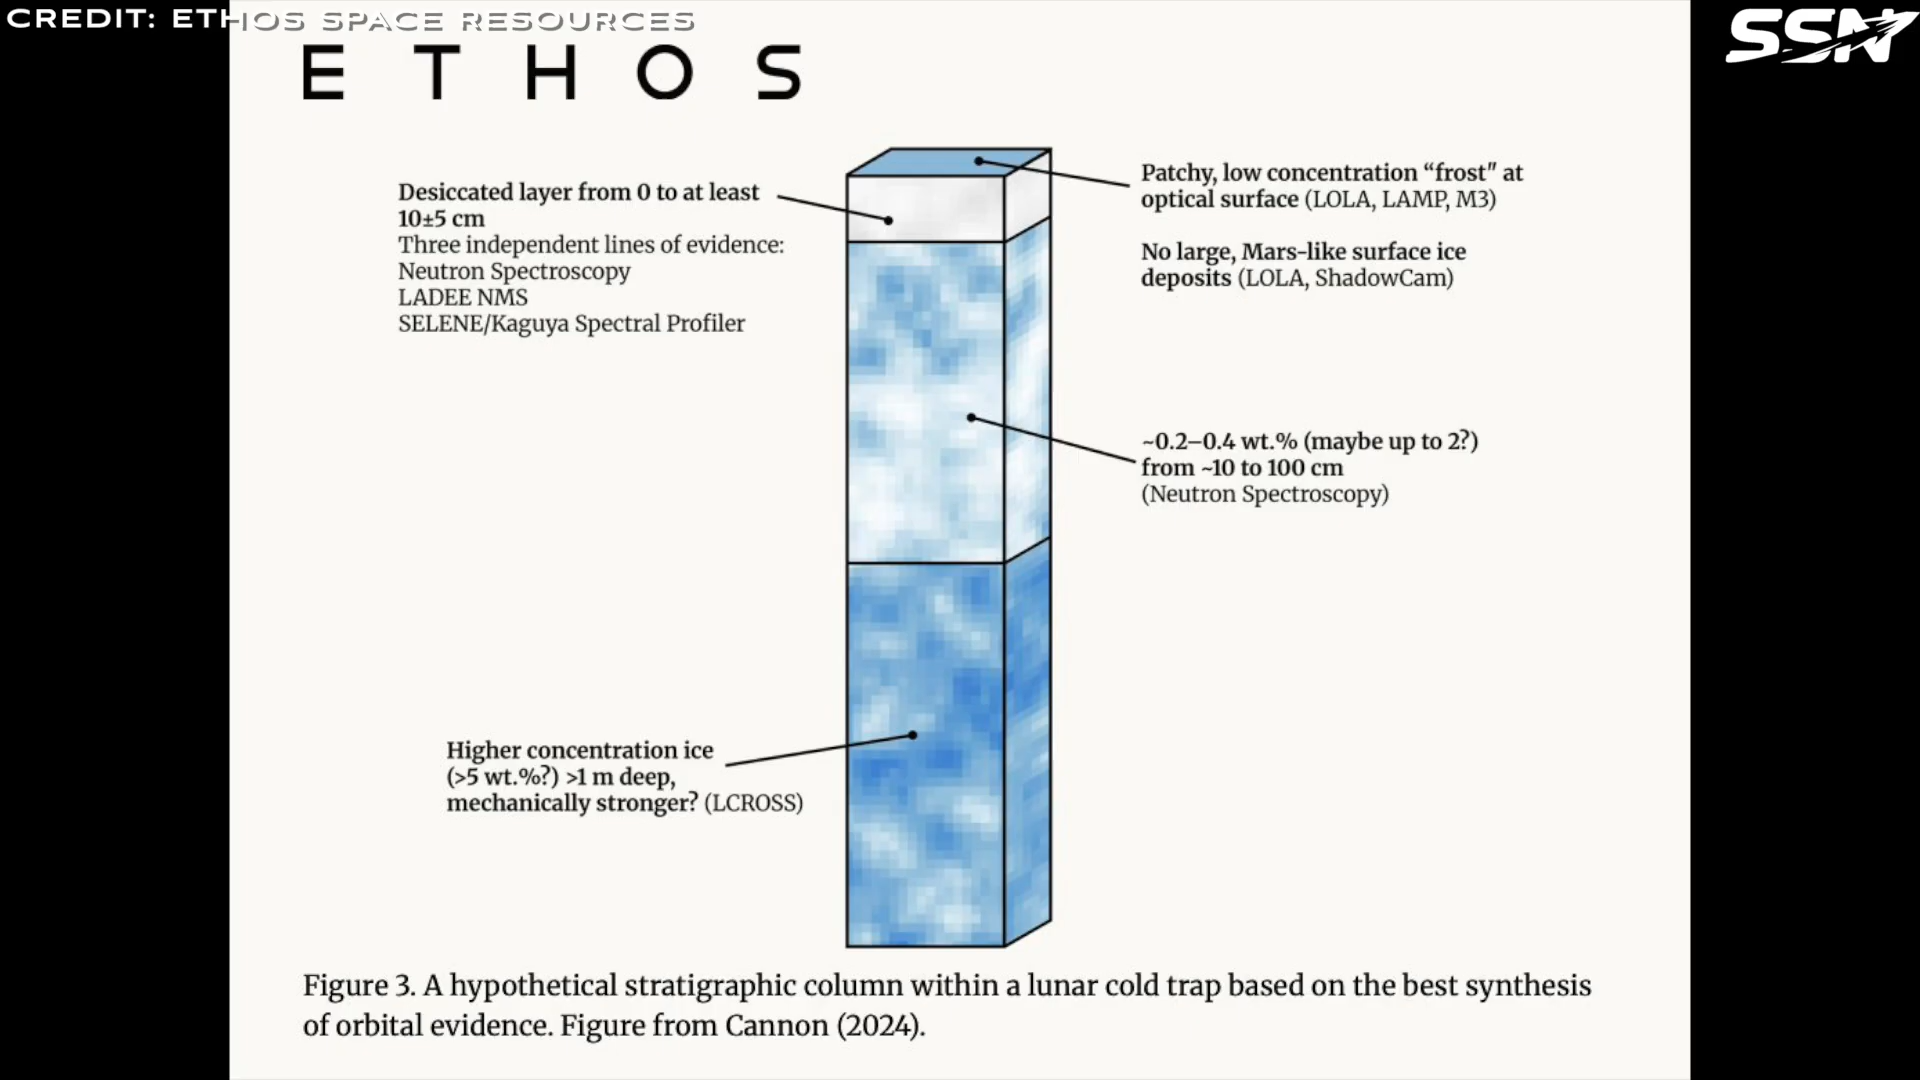 CREDIT: ETHOS SPACE RESOURCES
SSN
ETHOS
Desiccated layer from 0 to at least
10±5 cm
Three independent lines of evidence:
Neutron Spectroscopy
LADEE NMS
SELENE/Kaguya Spectral Profiler
Patchy, low concentration “frost" at
optical surface (LOLA, LAMP, M3)
No large, Mars-like surface ice
deposits (LOLA, ShadowCam)
~0.2–0.4 wt.% (maybe up to 2?)
from ~10 to 100 cm
(Neutron Spectroscopy)
Higher concentration ice
(>5 wt.%?) >1 m deep,
mechanically stronger? (LCROSS)
Figure 3. A hypothetical stratigraphic column within a lunar cold trap based on the best synthesis
of orbital evidence. Figure from Cannon (2024).